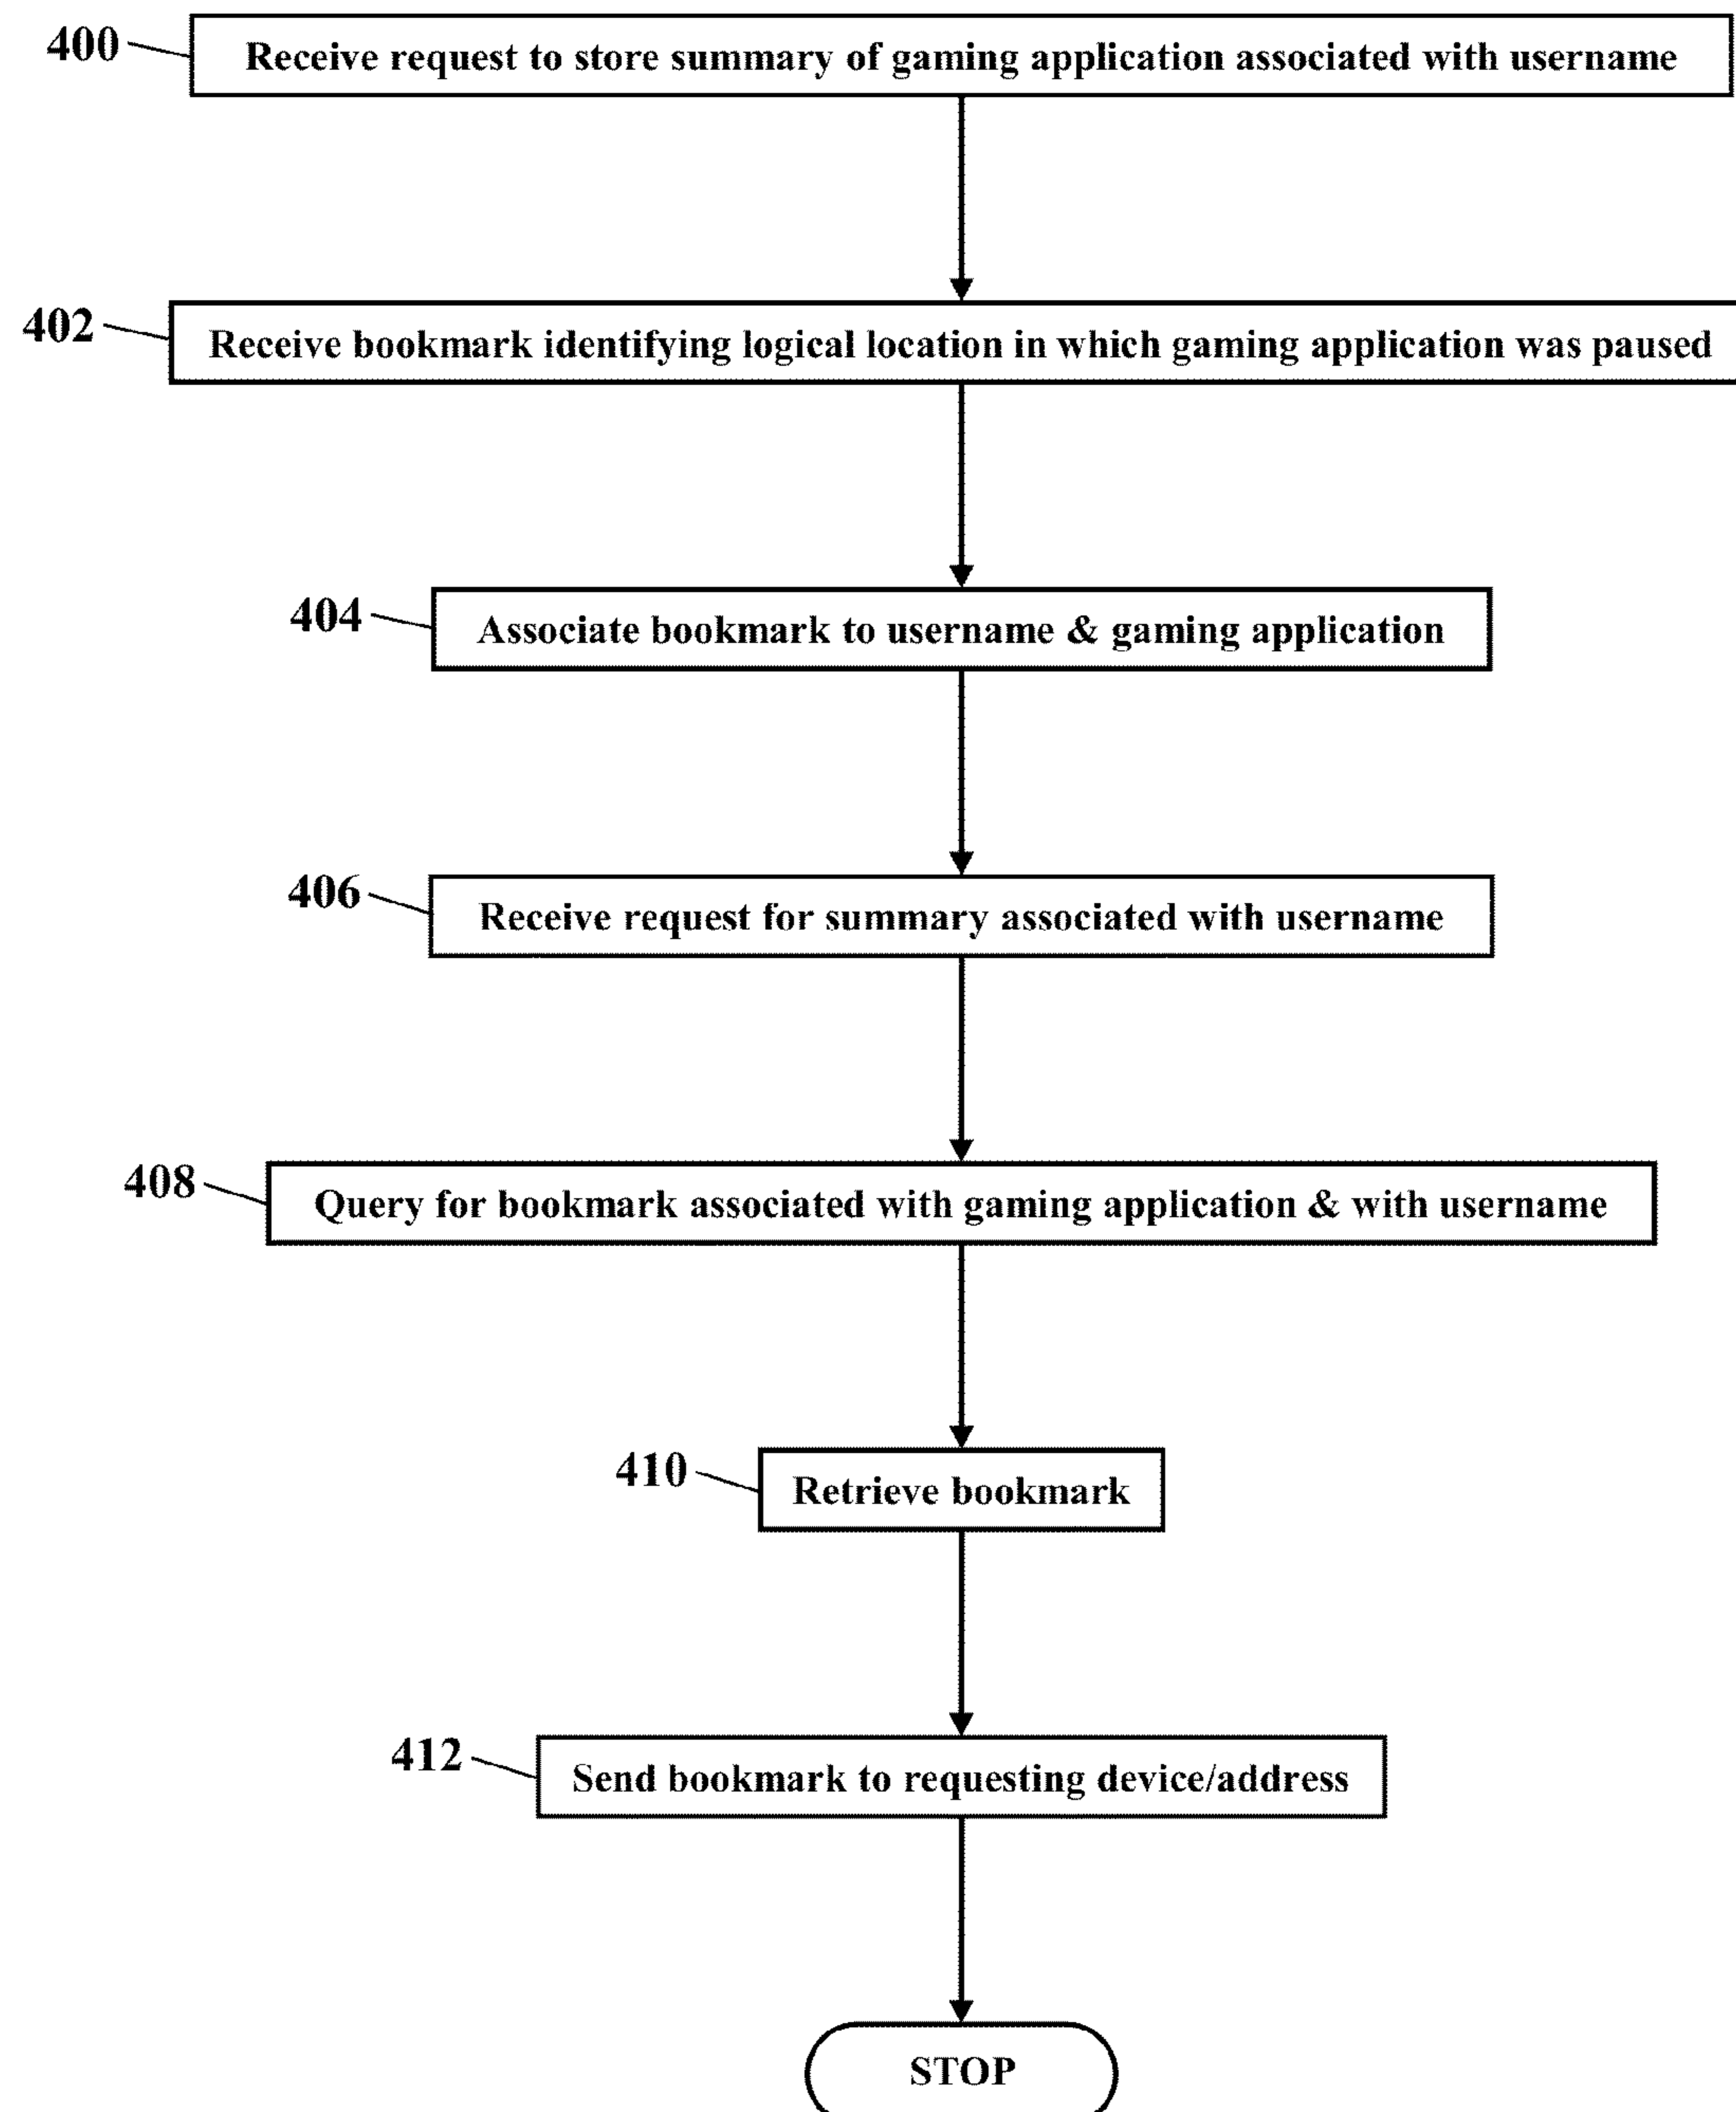 400 Receive request to store summary of gaming application associated with username
402 Receive bookmark identifying logical location in which gaming application was paused
404 Associate bookmark to username & gaming application
406 Receive request for summary associated with username
408 Query for bookmark associated with gaming application & with username
410 Retrieve bookmark
412 Send bookmark to requesting device/address
STOP